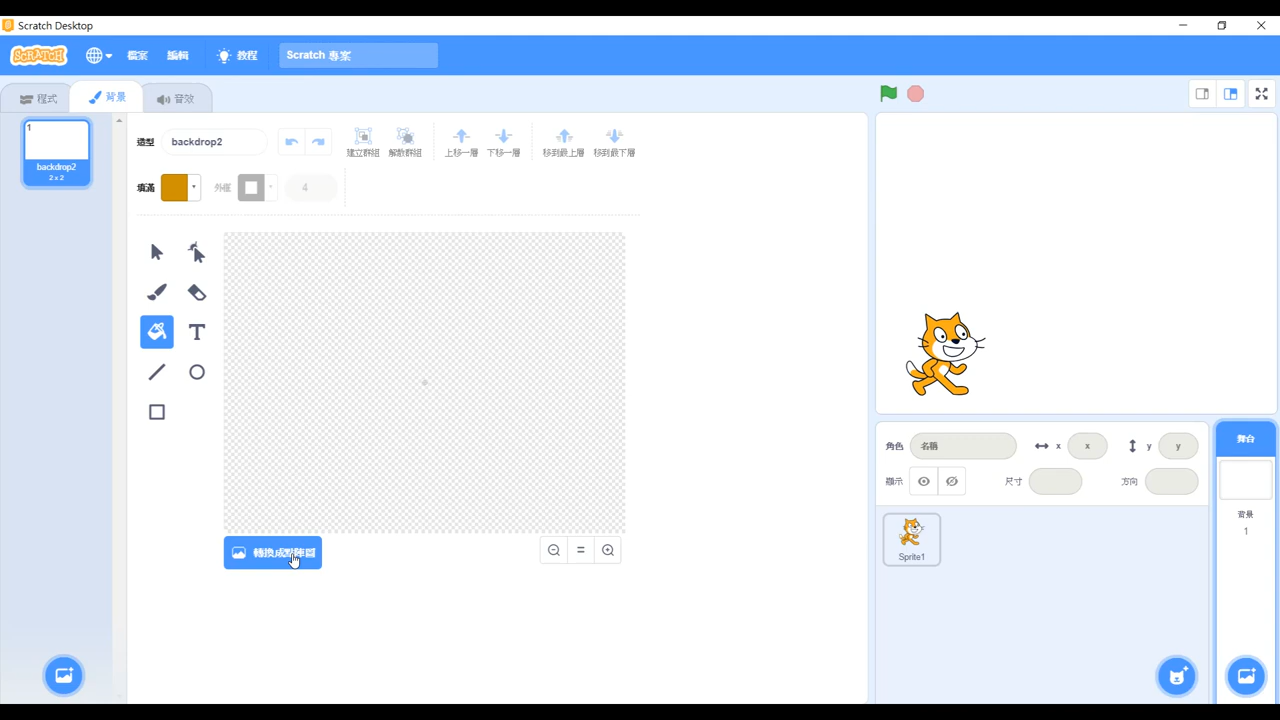 Scratch Desktop
SCRATCH 檔案 編輯 教程 Scratch 專案
程式 背景 音效
1
backdrop2
2 x 2
造型 backdrop2 建立群組 解散群組 上移一層 下移一層 移到最上層 移到最下層
填滿 外框 4
T
轉換成點陣圖
角色 名稱 x x y y
顯示 尺寸 方向
Sprite1
舞台
背景
1